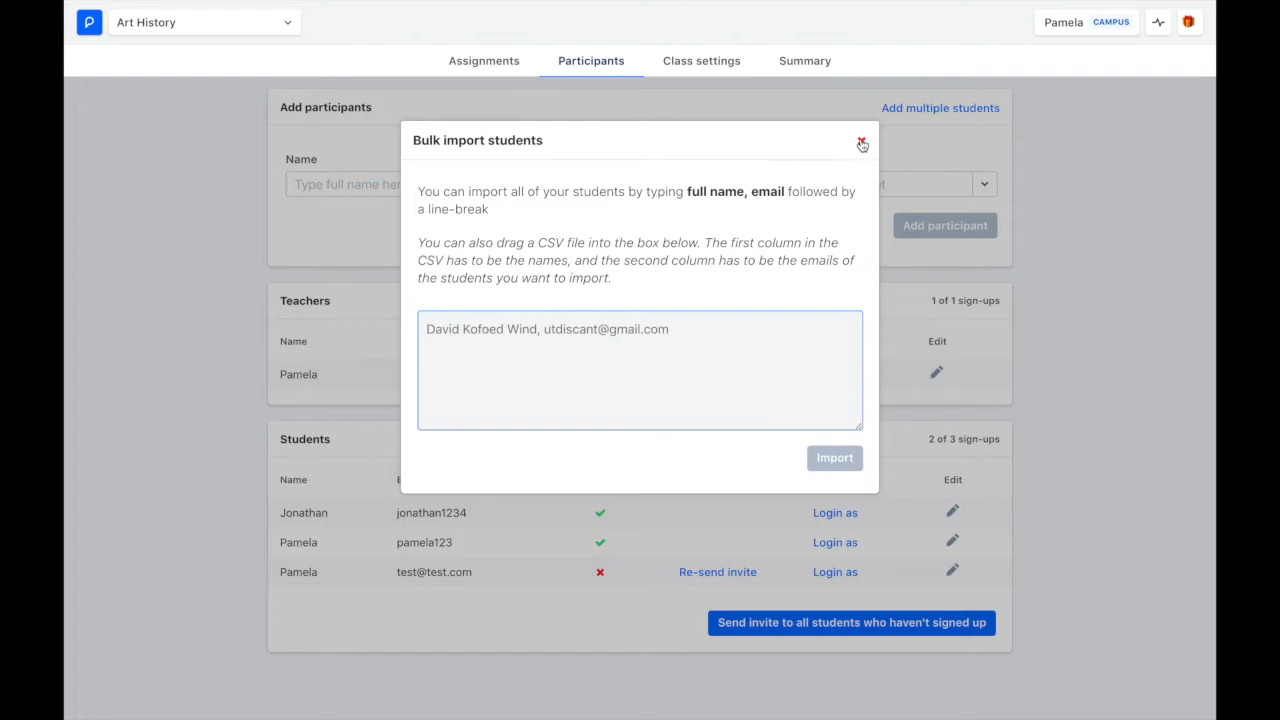 Art History
Pamela CAMPUS
Assignments Participants Class settings Summary
Add participants Add multiple students
Bulk import students
Name
Type full name her
Add participant
You can import all of your students by typing full name, email followed by
a line-break
You can also drag a CSV file into the box below. The first column in the
CSV has to be the names, and the second column has to be the emails of
the students you want to import.
David Kofoed Wind, utdiscant@gmail.com
Import
Teachers 1 of 1 sign-ups
Name Edit
Pamela
Students 2 of 3 sign-ups
Name Edit
Jonathan jonathan1234 Login as
Pamela pamela123 Login as
Pamela test@test.com Re-send invite Login as
Send invite to all students who haven't signed up